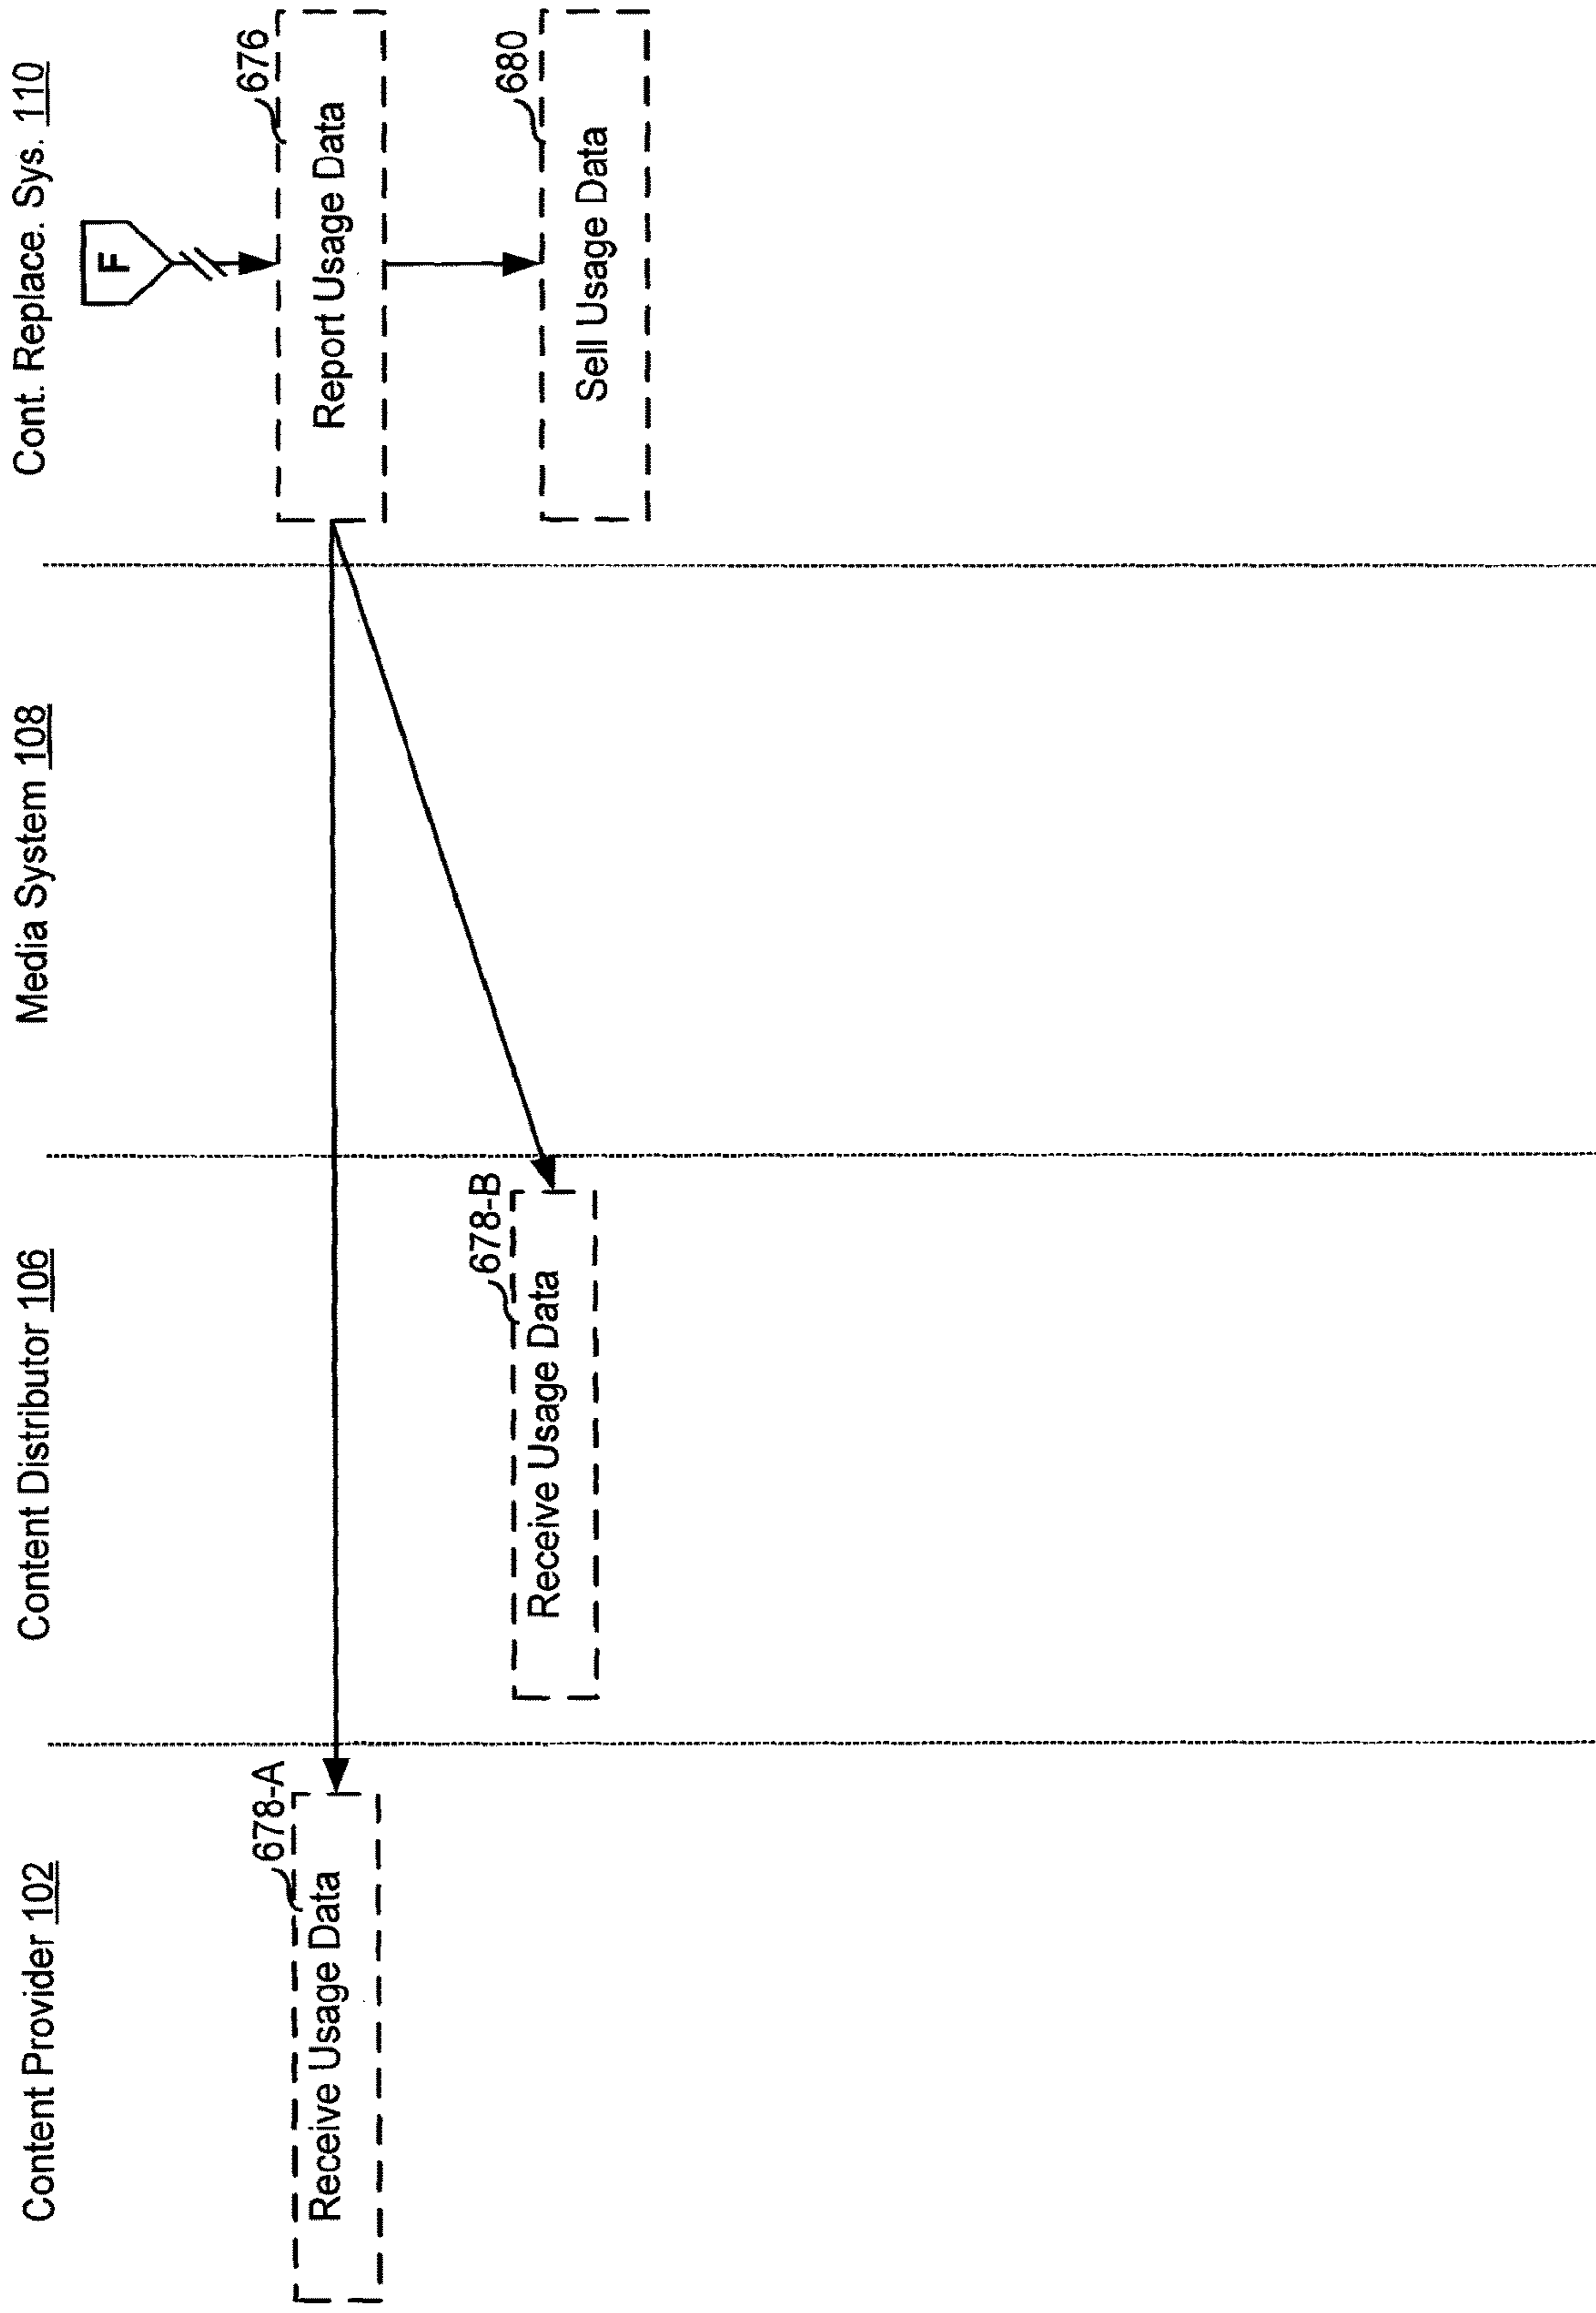 Content Provider 102
Content Distributor 106
Media System 108
Cont. Replace. Sys. 110
F
676
Report Usage Data
678-A
Receive Usage Data
678-B
Receive Usage Data
680
Sell Usage Data